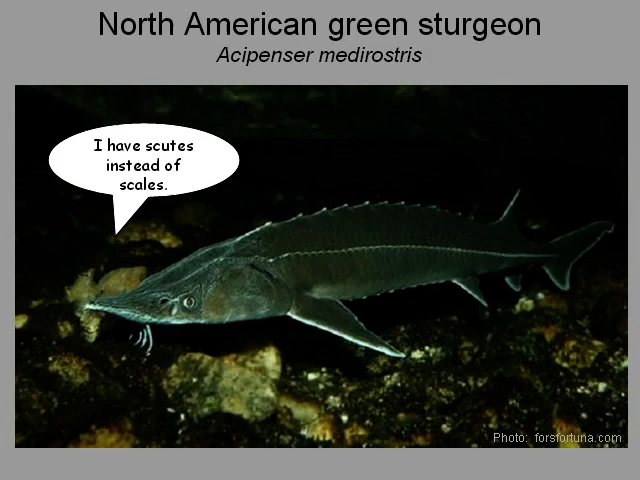 North American green sturgeon
Acipenser medirostris
I have scutes
instead of
scales.
Photo: forsfortuna.com